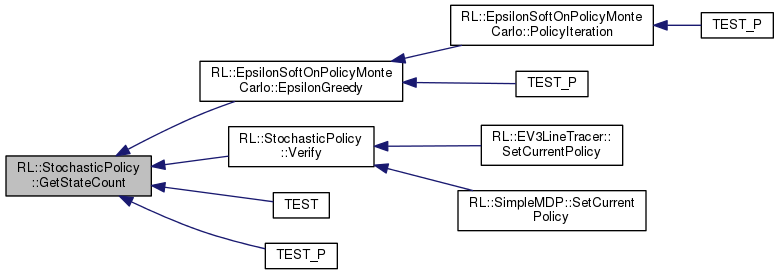 RL::StochasticPolicy
::GetStateCount
RL::EpsilonSoftOnPolicyMonte
Carlo::EpsilonGreedy
RL::EpsilonSoftOnPolicyMonte
Carlo::PolicyIteration
TEST_P
TEST_P
RL::StochasticPolicy
::Verify
RL::EV3LineTracer::
SetCurrentPolicy
RL::SimpleMDP::SetCurrent
Policy
TEST
TEST_P